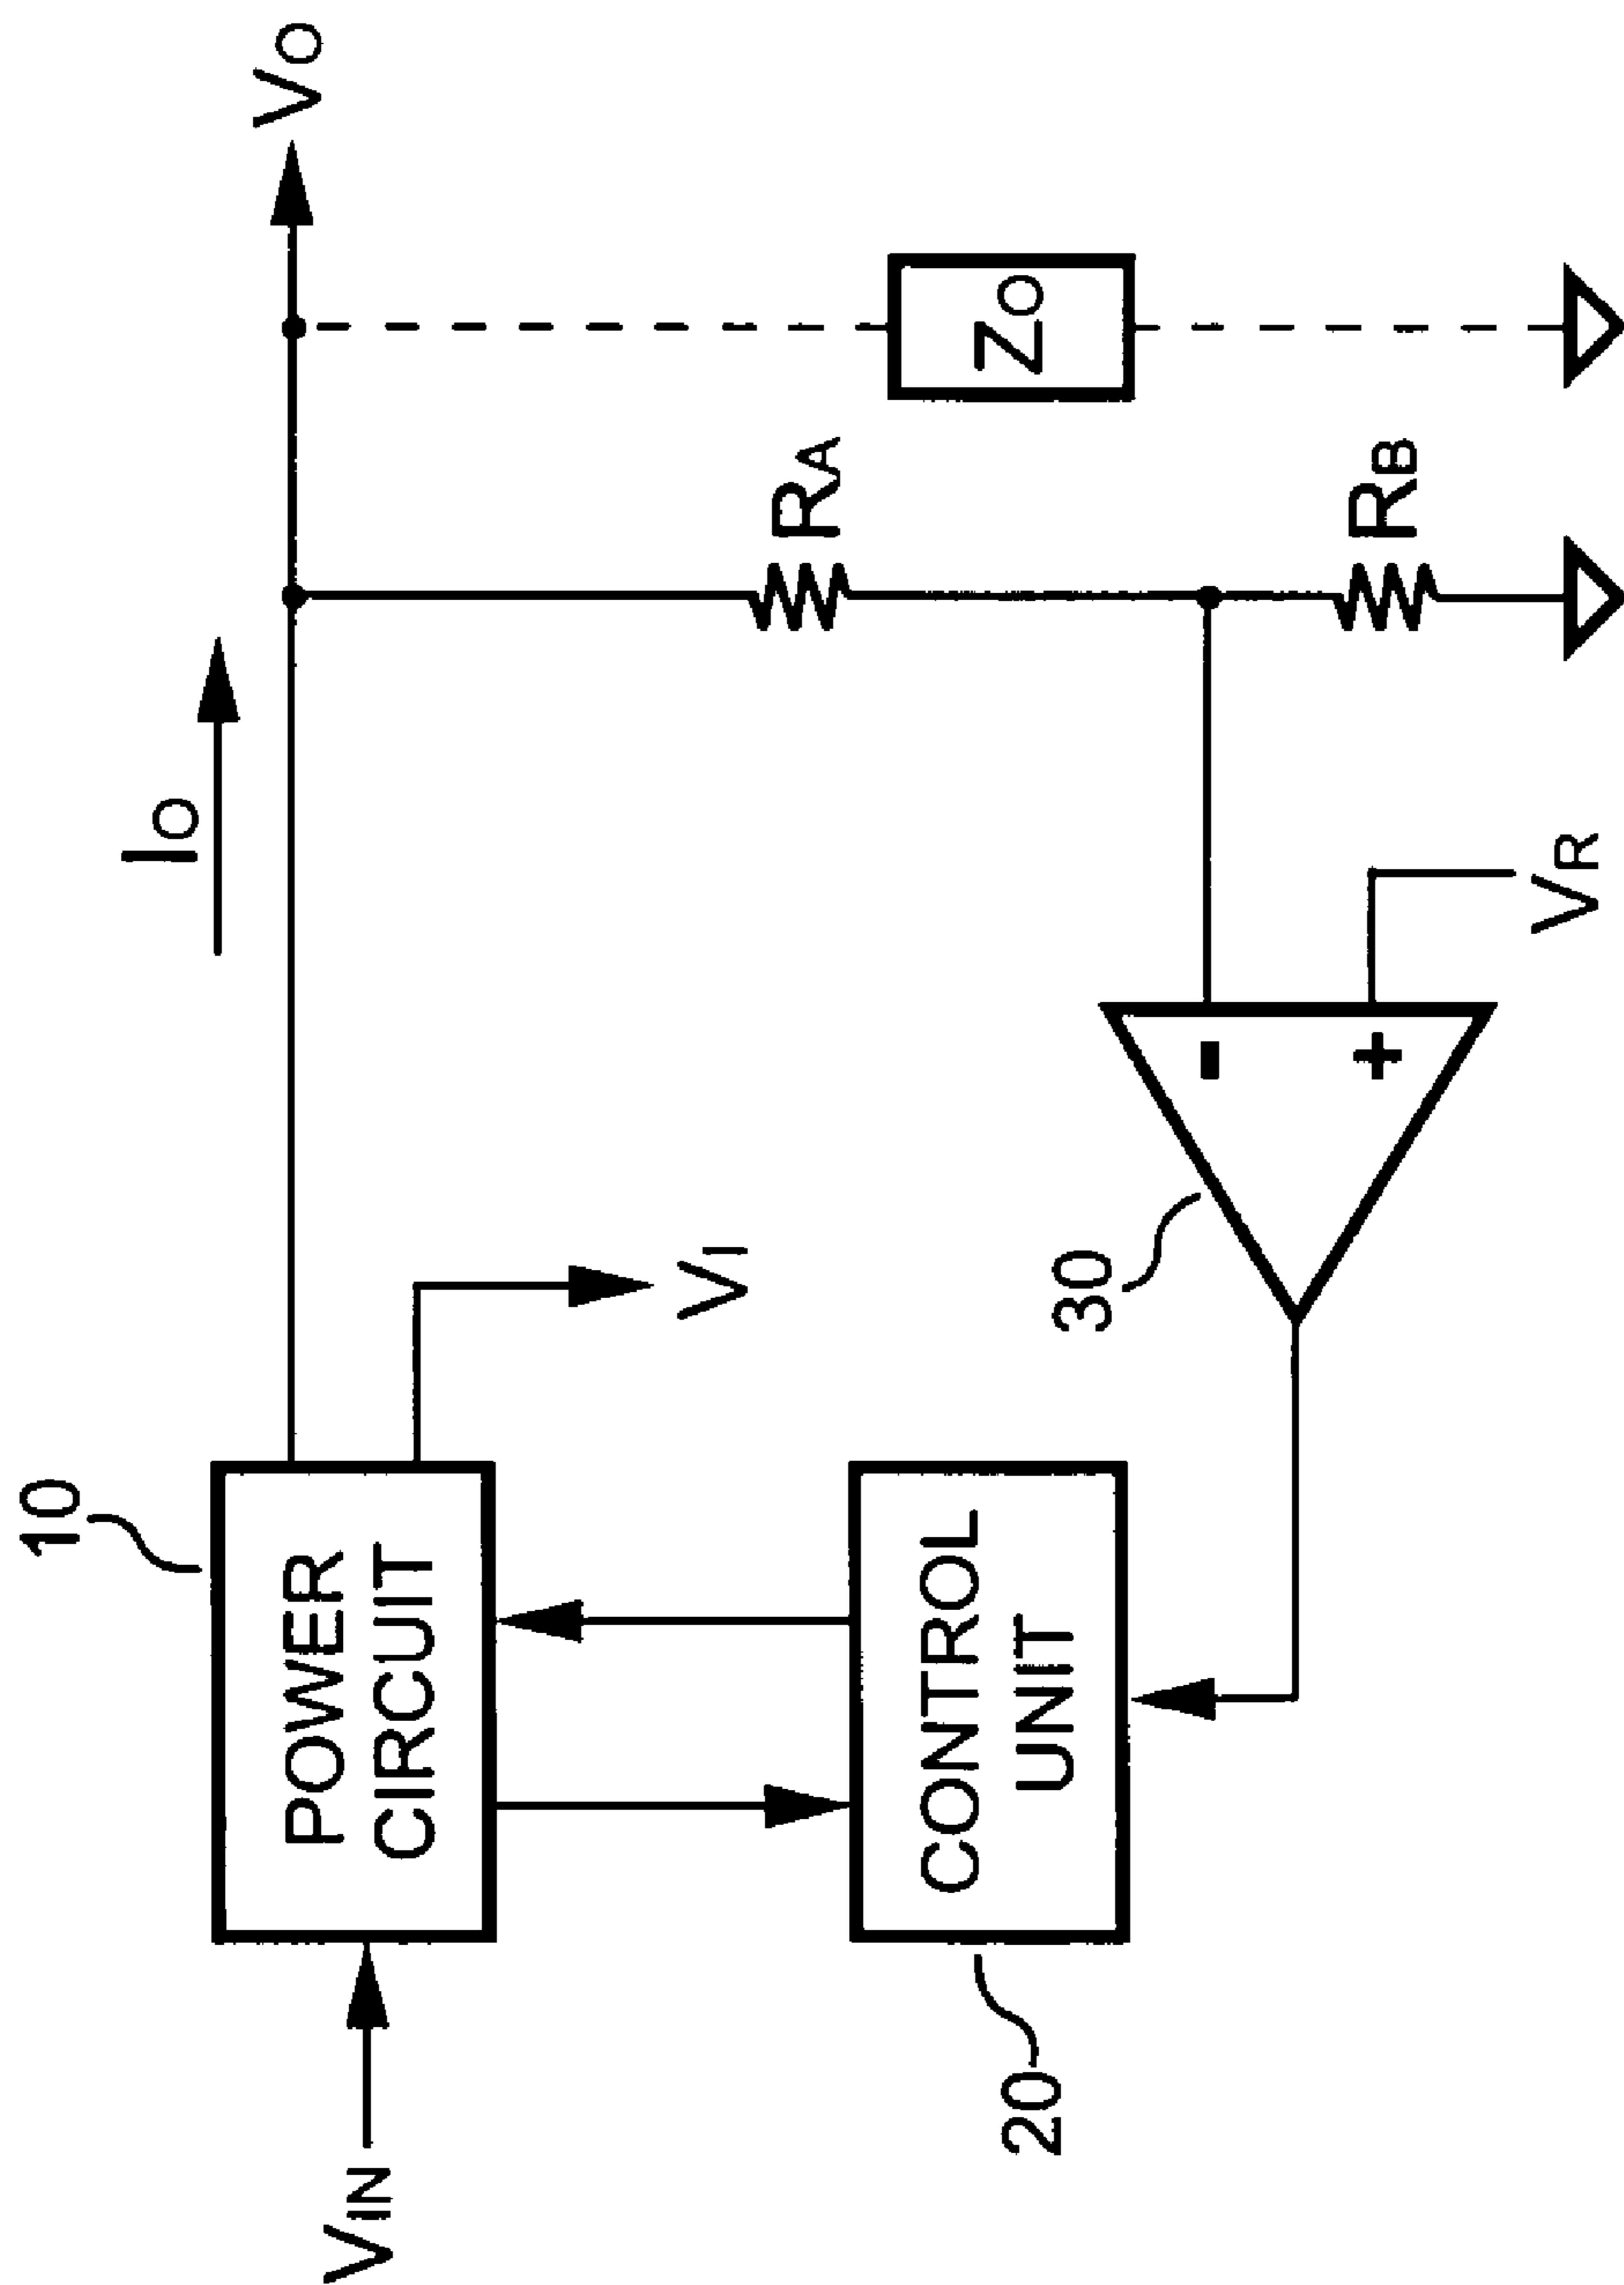 10
IO
VO
POWER
CIRCUIT
VIN
VI
RA
ZO
CONTROL
UNIT
20
30
-
+
RB
VR